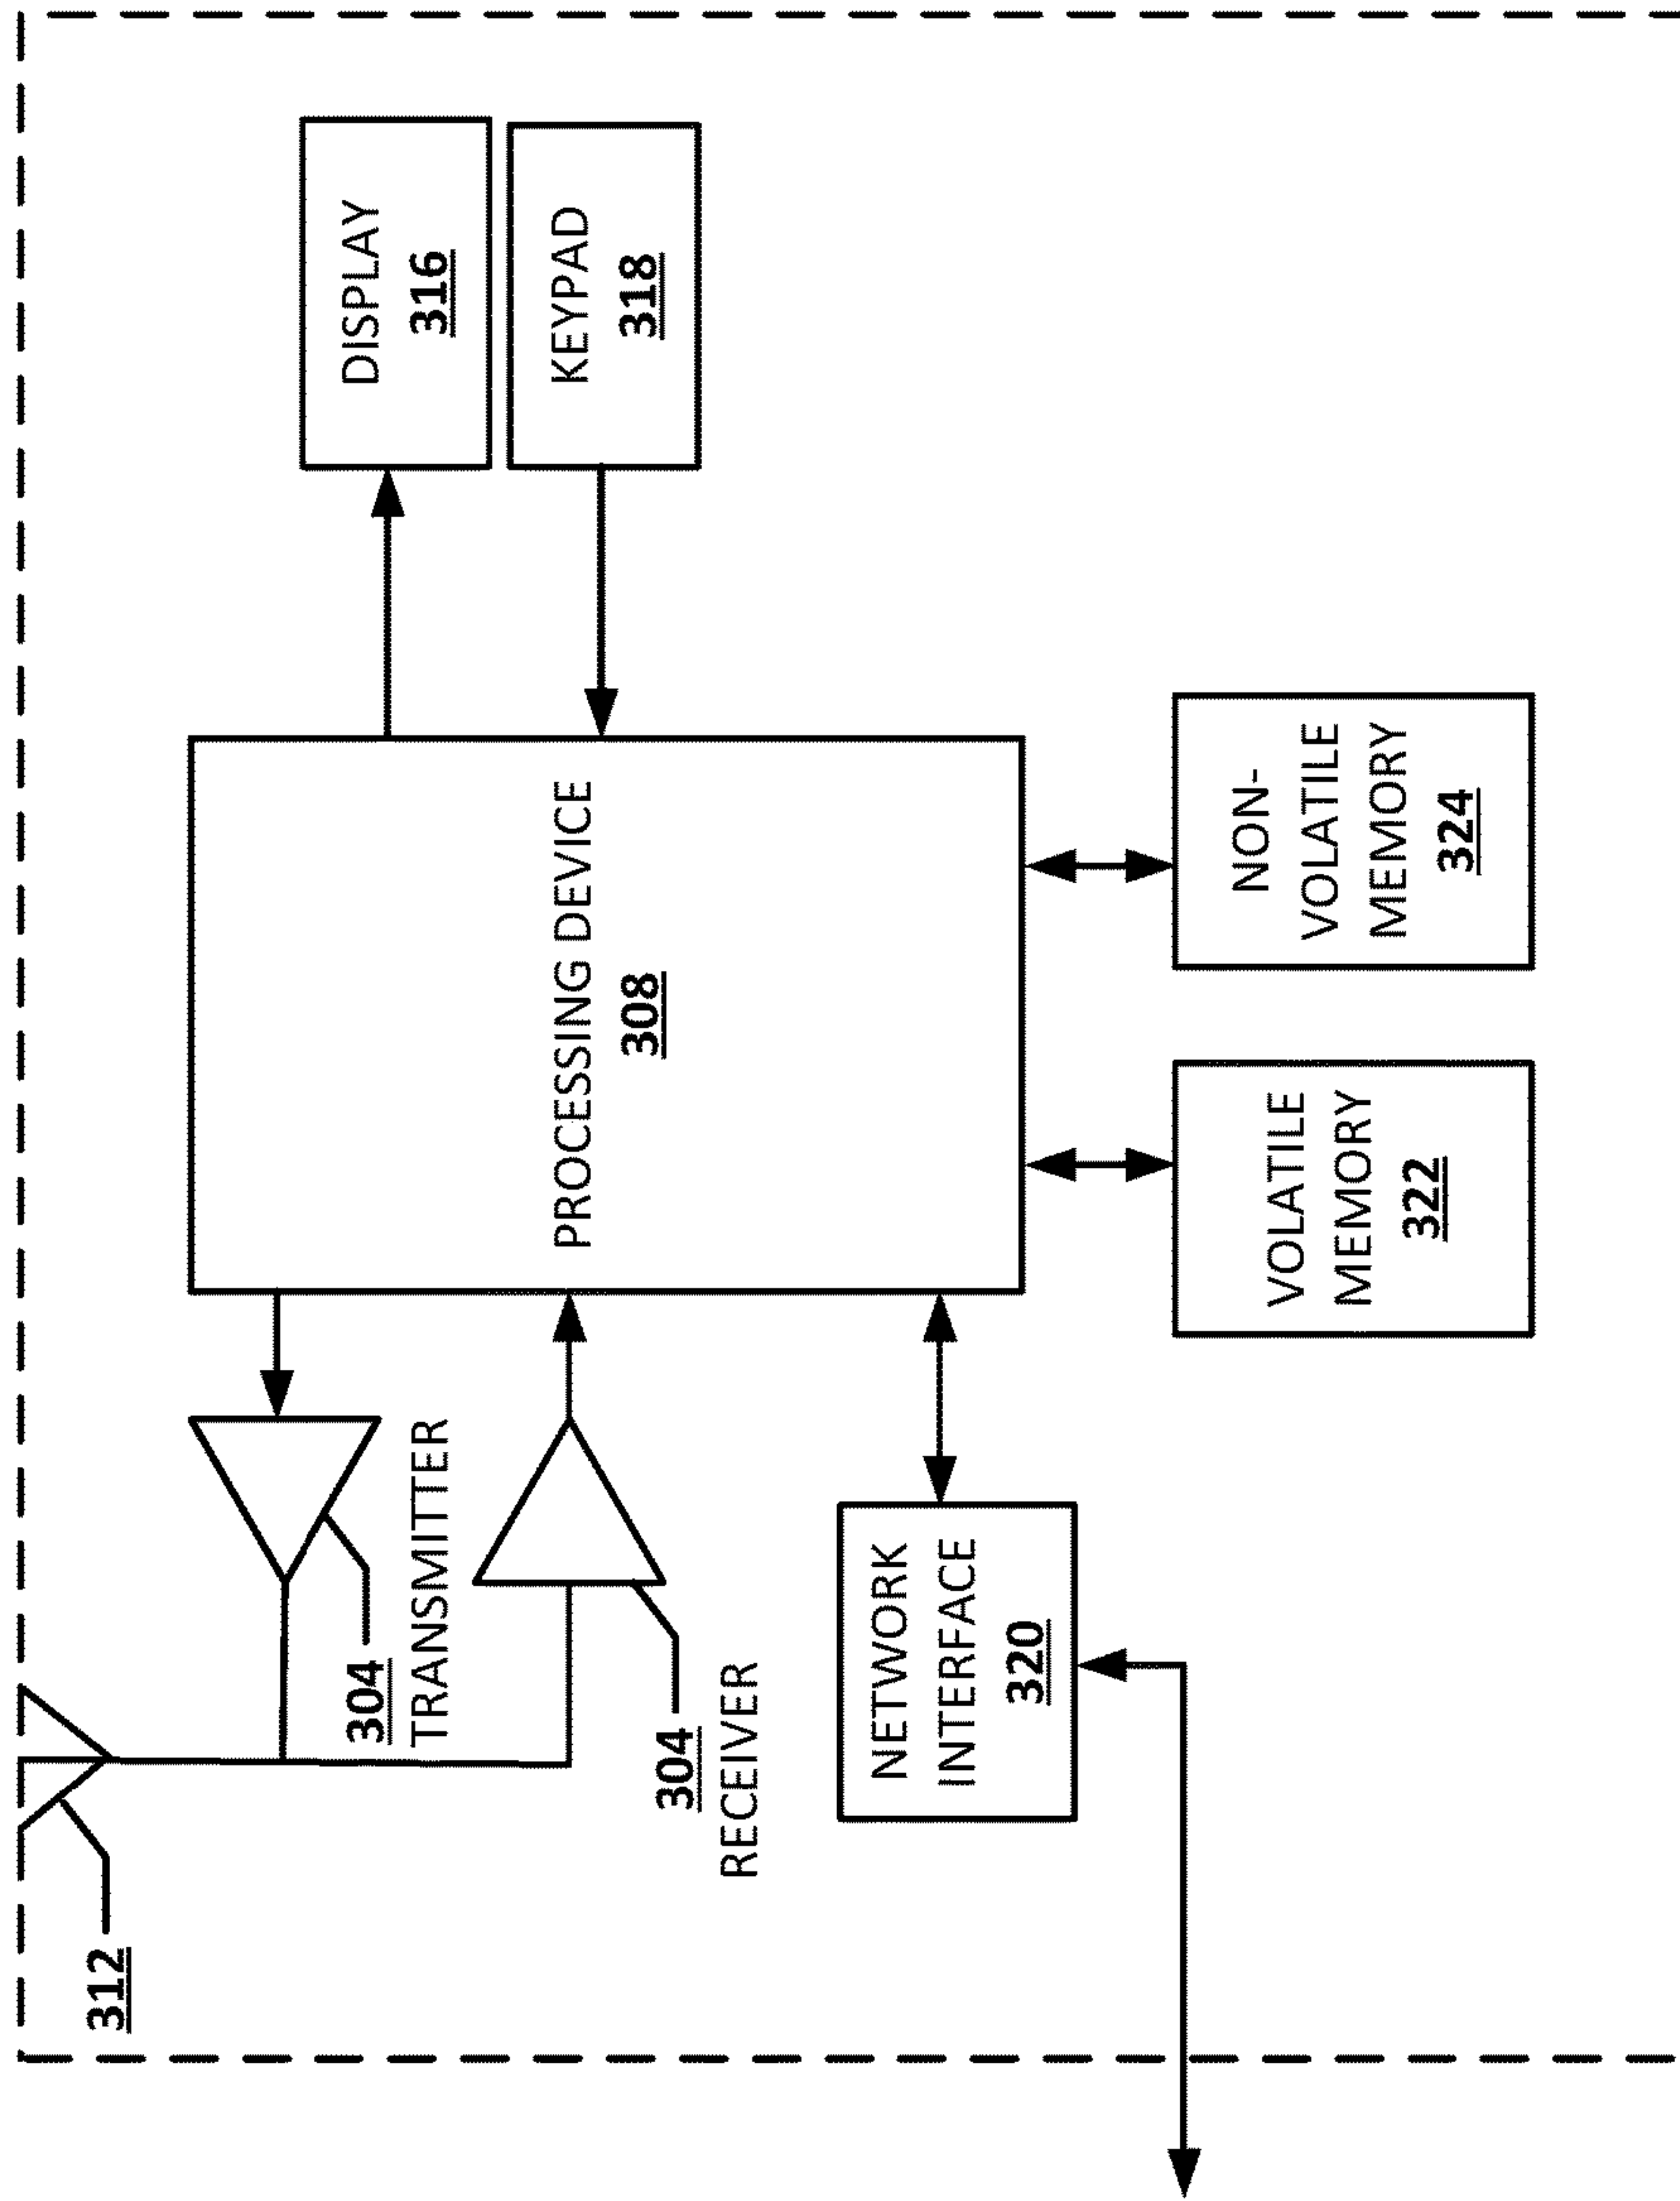 312
304
TRANSMITTER
304
RECEIVER
NETWORK
INTERFACE
320
PROCESSING DEVICE
308
DISPLAY
316
KEYPAD
318
VOLATILE
MEMORY
322
NON-
VOLATILE
MEMORY
324